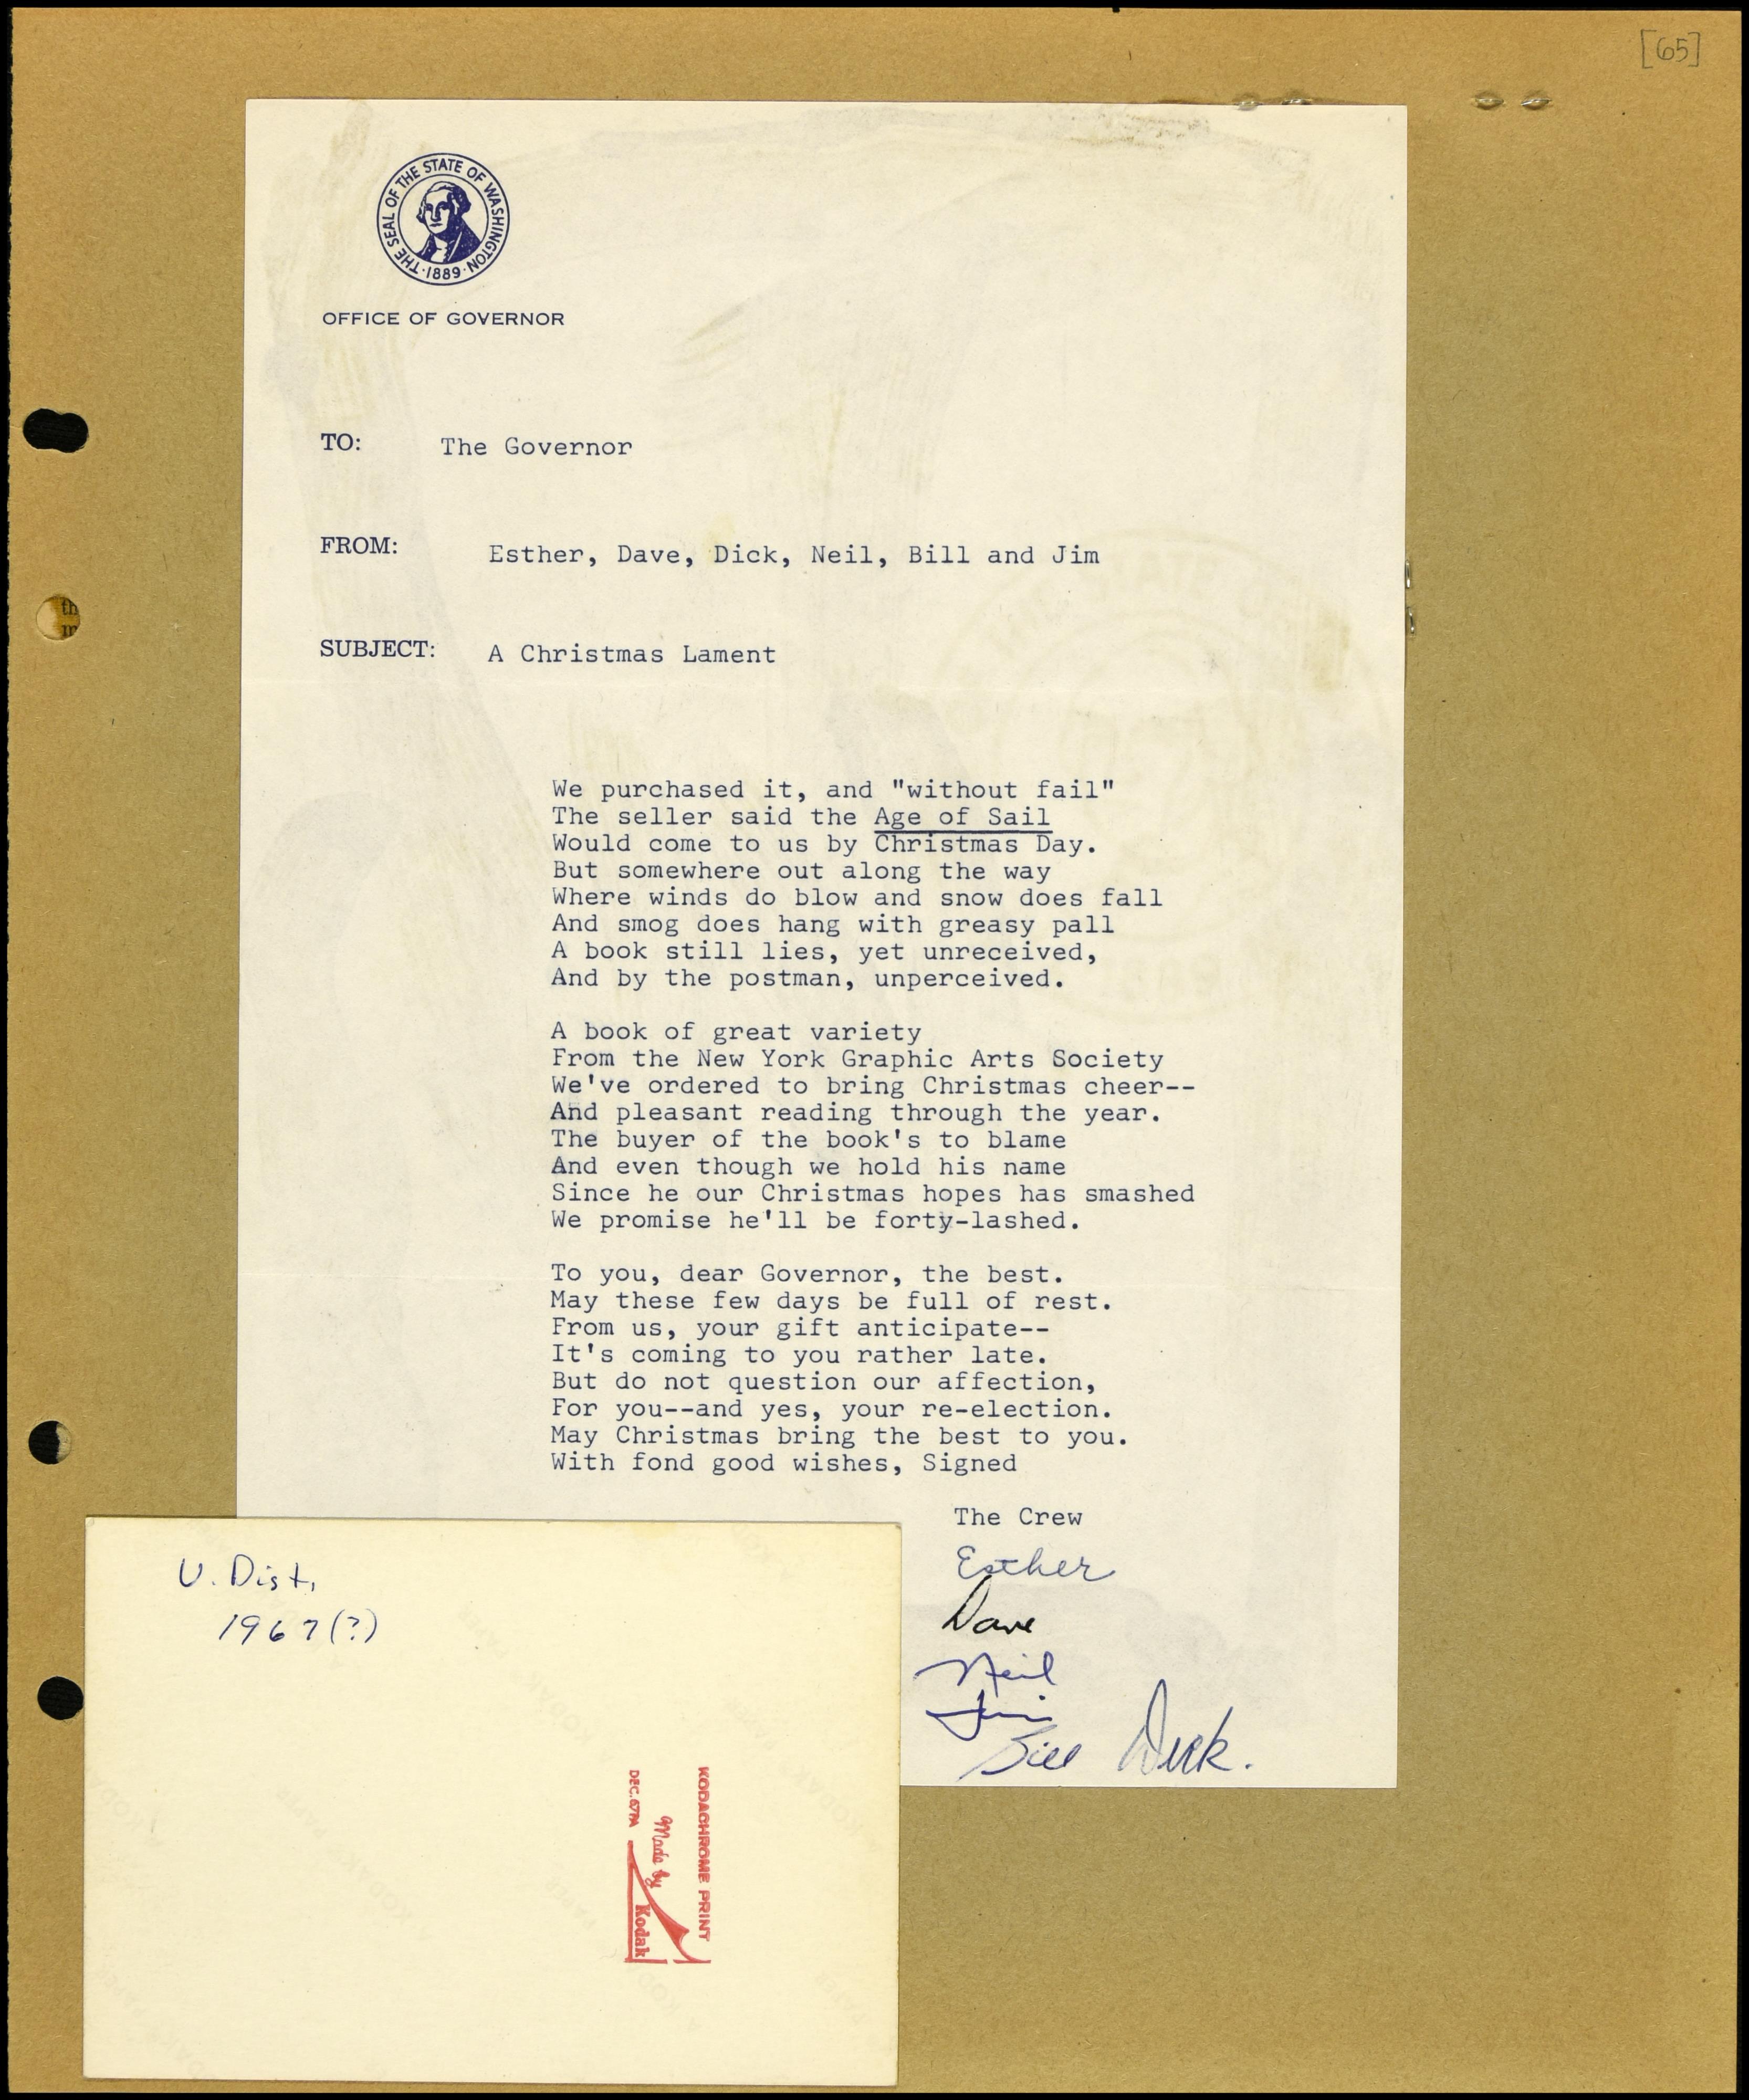 [65]
THE SEAL OF THE STATE OF WASHINGTON
1889
OFFICE OF GOVERNOR
TO: The Governor
FROM: Esther, Dave, Dick, Neil, Bill and Jim
SUBJECT: A Christmas Lament
We purchased it, and "without fail"
The seller said the Age of Sail
Would come to us by Christmas Day.
But somewhere out along the way
Where winds do blow and snow does fall
And smog does hang with greasy pall
A book still lies, yet unreceived,
And by the postman, unperceived.
A book of great variety
From the New York Graphic Arts Society
We've ordered to bring Christmas cheer--
And pleasant reading through the year.
The buyer of the book's to blame
And even though we hold his name
Since he our Christmas hopes has smashed
We promise he'll be forty-lashed.
To you, dear Governor, the best.
May these few days be full of rest.
From us, your gift anticipate--
It's coming to you rather late.
But do not question our affection,
For you--and yes, your re-election.
May Christmas bring the best to you.
With fond good wishes, Signed
The Crew
Esther
Dave
Neil
Jim
Bill Dick.
U. Dist,
1967(?)
KODACHROME PRINT
Made by
Kodak
DEC. 67PA
th
m